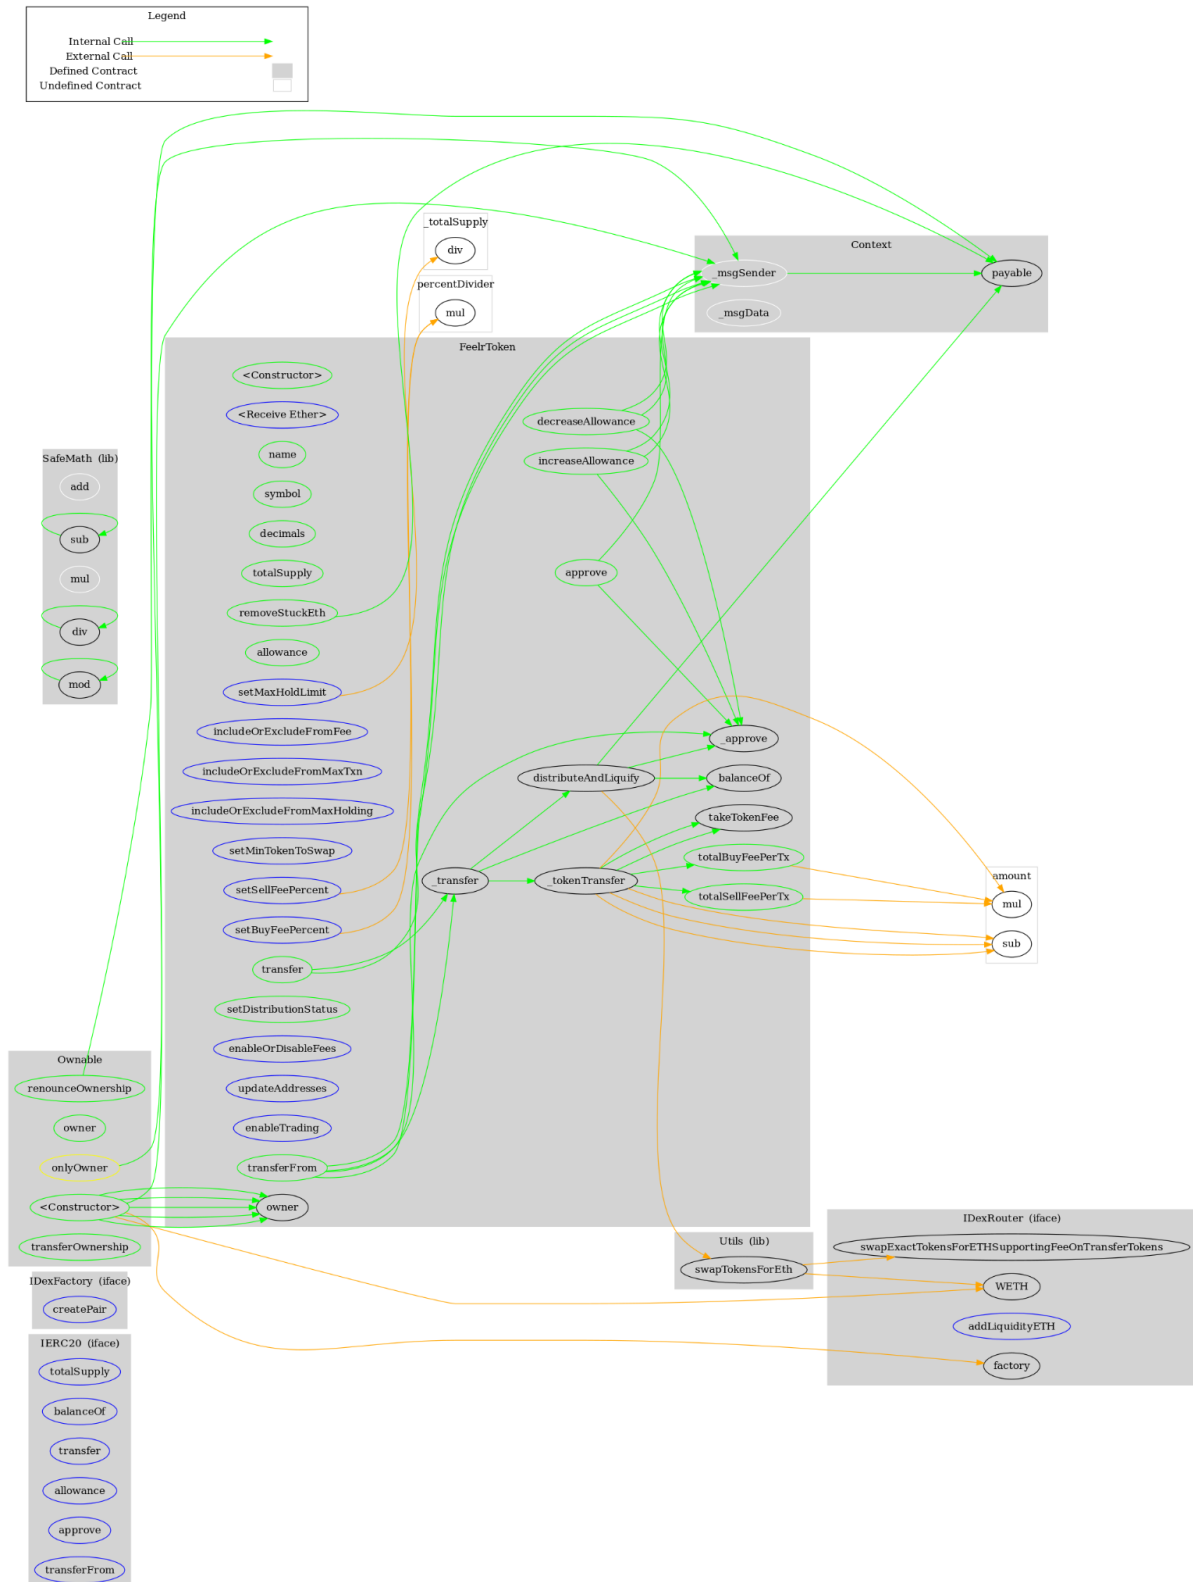 Legend
Internal Call
External Call
Defined Contract
Undefined Contract
_totalSupply
div
percentDivider
mul
Context
_msgSender
payable
_msgData
FeelrToken
<Constructor>
<Receive Ether>
name
symbol
decimals
totalSupply
removeStuckEth
allowance
setMaxHoldLimit
includeOrExcludeFromFee
includeOrExcludeFromMaxTxn
includeOrExcludeFromMaxHolding
setMinTokenToSwap
setSellFeePercent
setBuyFeePercent
transfer
setDistributionStatus
enableOrDisableFees
updateAddresses
enableTrading
transferFrom
owner
_transfer
decreaseAllowance
increaseAllowance
approve
distributeAndLiquify
_tokenTransfer
_approve
balanceOf
takeTokenFee
totalBuyFeePerTx
totalSellFeePerTx
amount
mul
sub
SafeMath (lib)
add
sub
mul
div
mod
Ownable
renounceOwnership
owner
onlyOwner
<Constructor>
transferOwnership
Utils (lib)
swapTokensForEth
IDexRouter (iface)
swapExactTokensForETHSupportingFeeOnTransferTokens
WETH
addLiquidityETH
factory
IDexFactory (iface)
createPair
IERC20 (iface)
totalSupply
balanceOf
transfer
allowance
approve
transferFrom